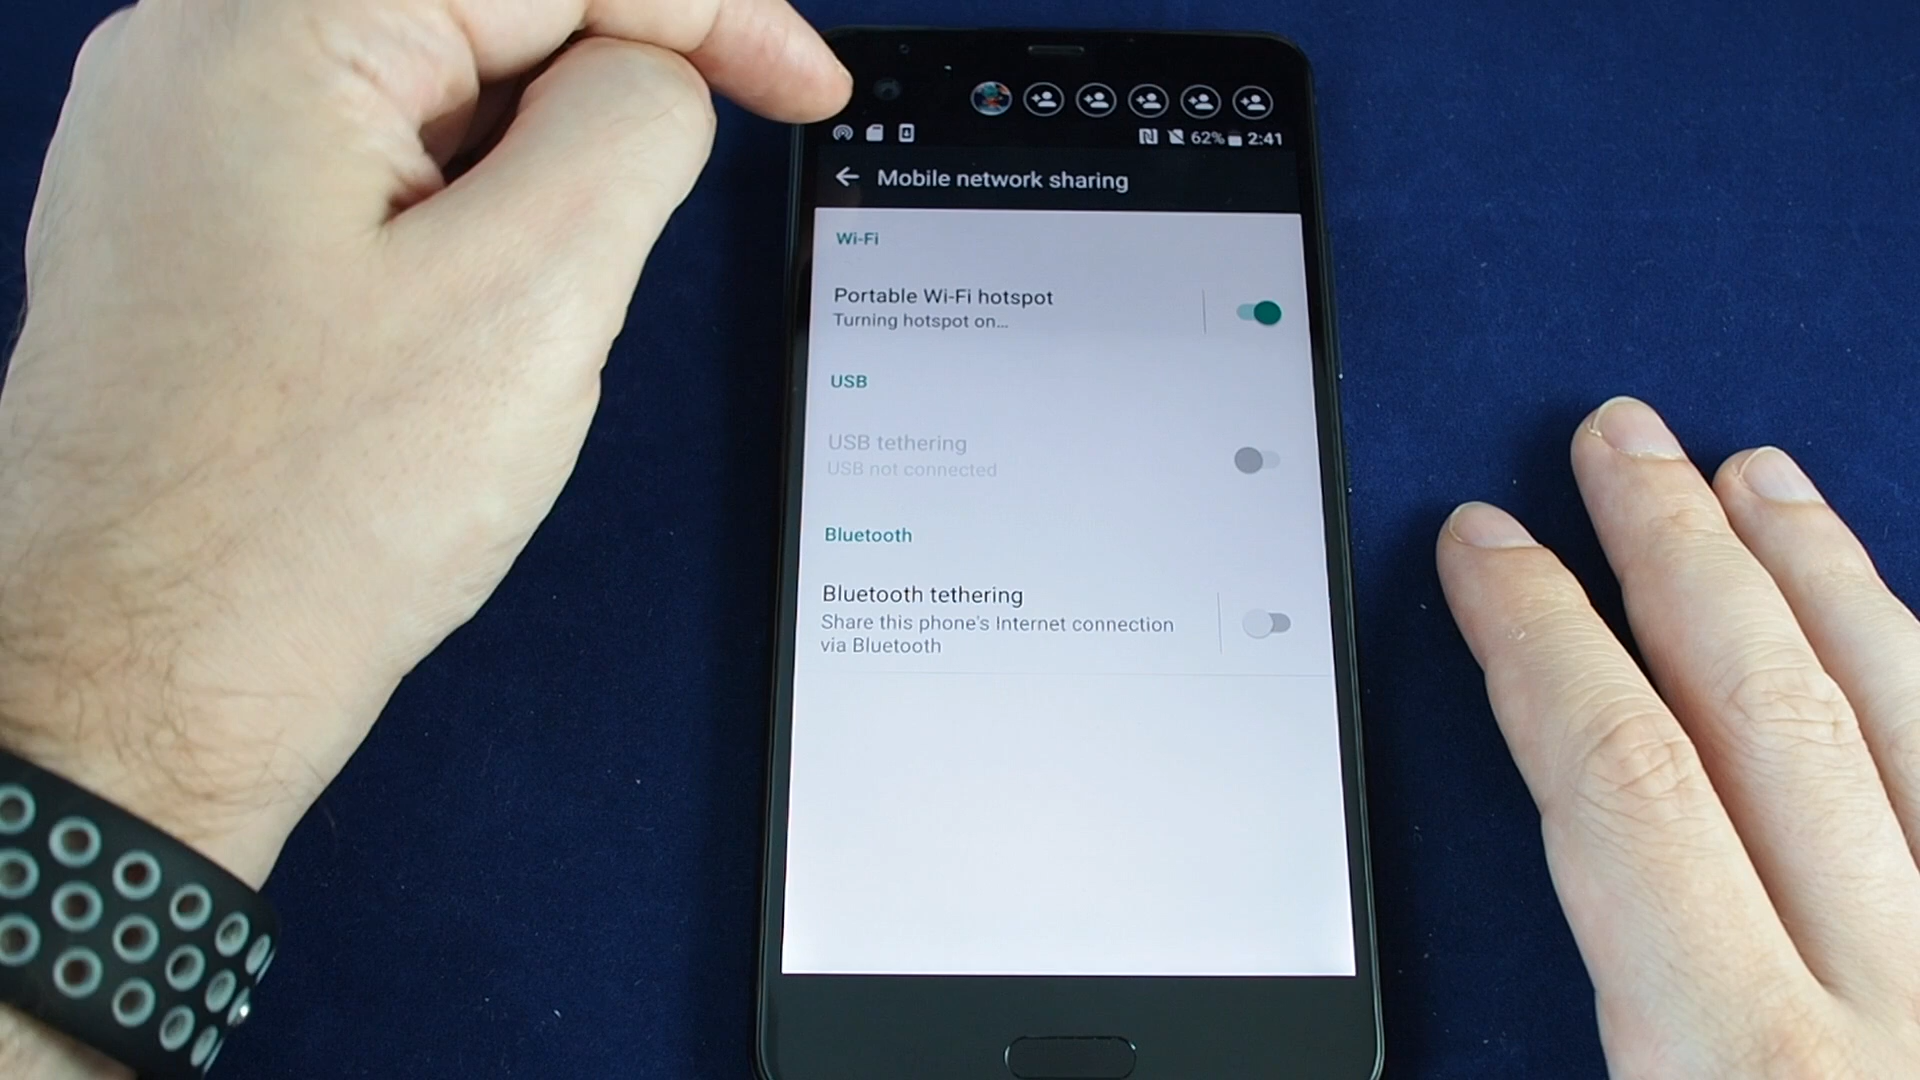 62% 2:41
Mobile network sharing
Wi-Fi
Portable Wi-Fi hotspot
Turning hotspot on...
USB
USB tethering
USB not connected
Bluetooth
Bluetooth tethering
Share this phone's Internet connection
via Bluetooth